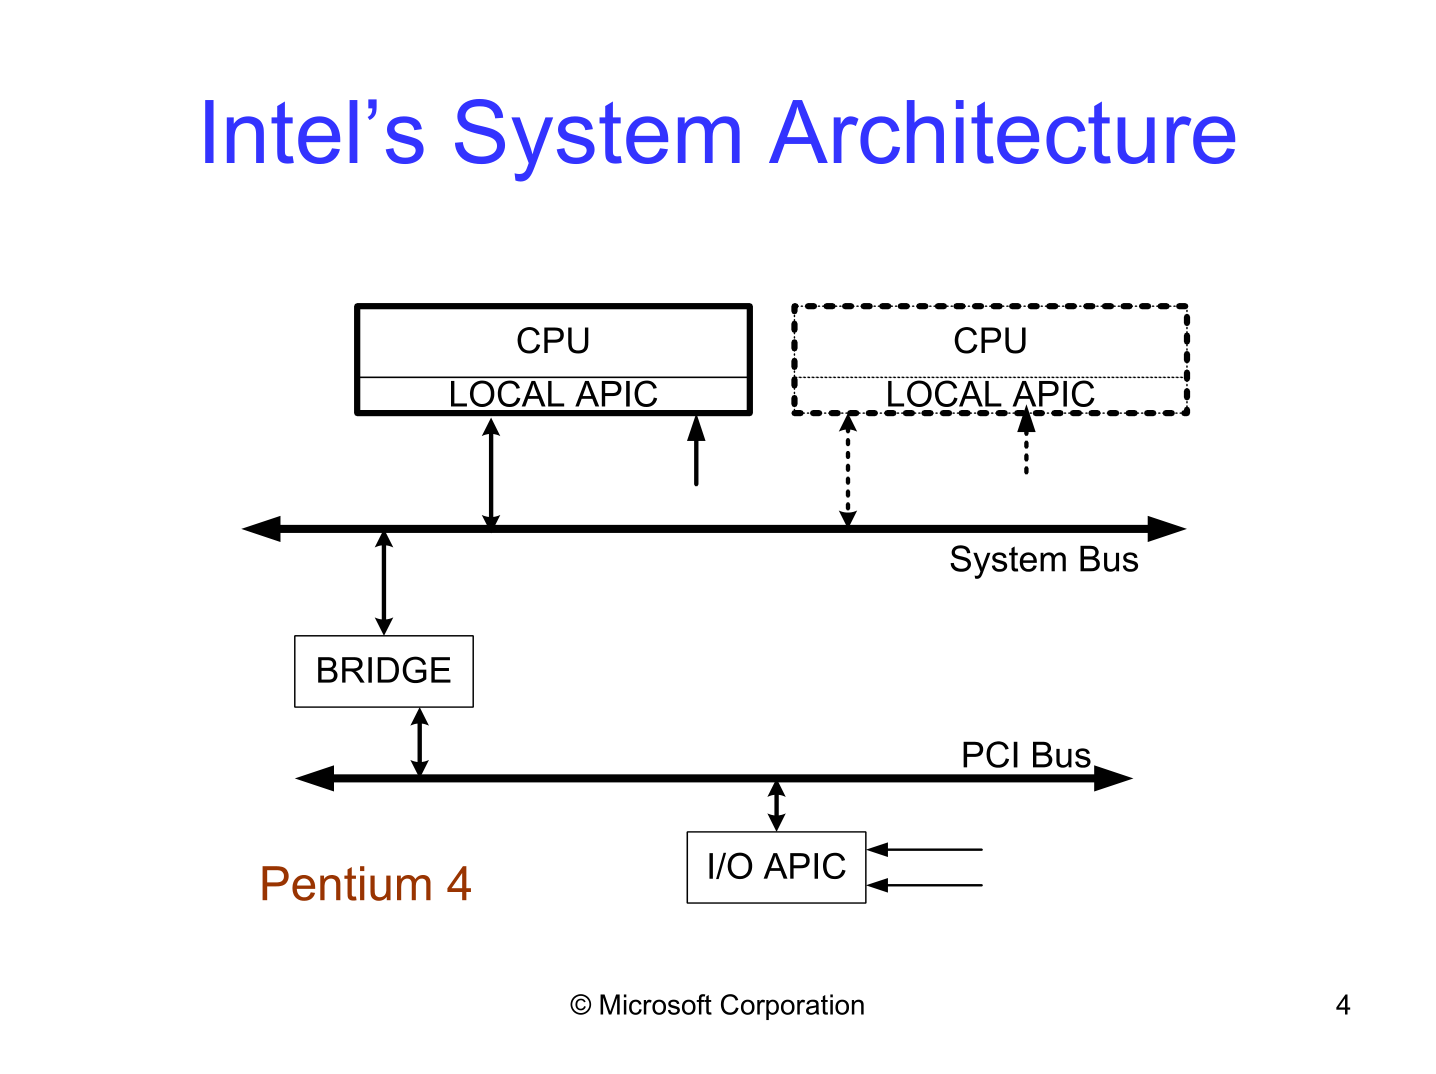 Intel’s System Architecture
CPU
LOCAL APIC
CPU
LOCAL APIC
System Bus
BRIDGE
PCI Bus
I/O APIC
Pentium 4
© Microsoft Corporation
4